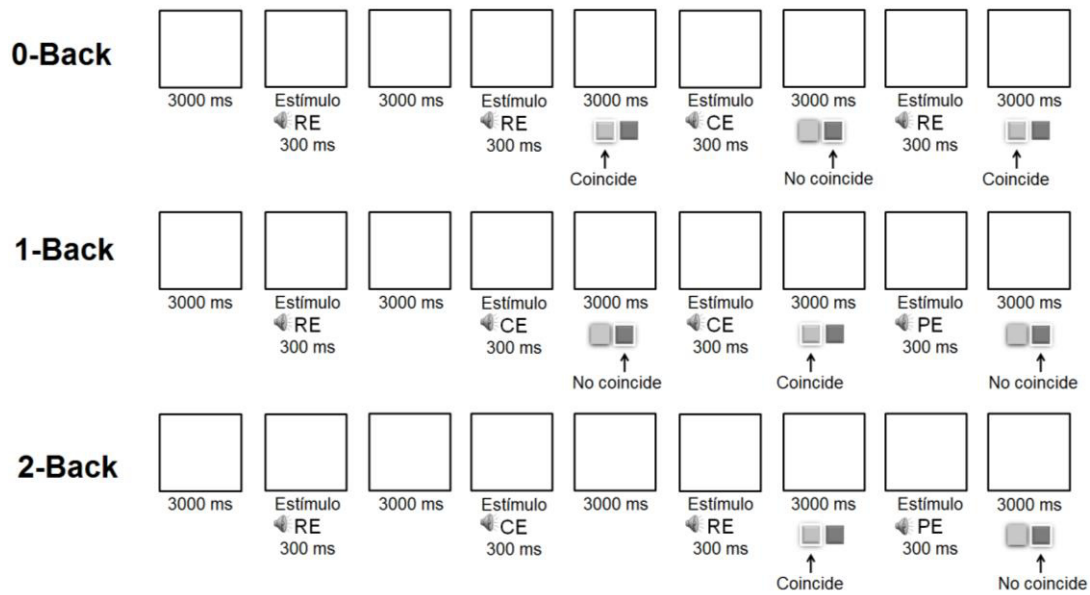 0-Back
3000 ms Estímulo 3000 ms Estímulo 3000 ms Estímulo 3000 ms Estímulo 3000 ms
RE RE CE RE
300 ms 300 ms 300 ms 300 ms
Coincide No coincide Coincide
1-Back
3000 ms Estímulo 3000 ms Estímulo 3000 ms Estímulo 3000 ms Estímulo 3000 ms
RE CE CE PE
300 ms 300 ms 300 ms 300 ms
No coincide Coincide No coincide
2-Back
3000 ms Estímulo 3000 ms Estímulo 3000 ms Estímulo 3000 ms Estímulo 3000 ms
RE CE RE PE
300 ms 300 ms 300 ms 300 ms
Coincide No coincide